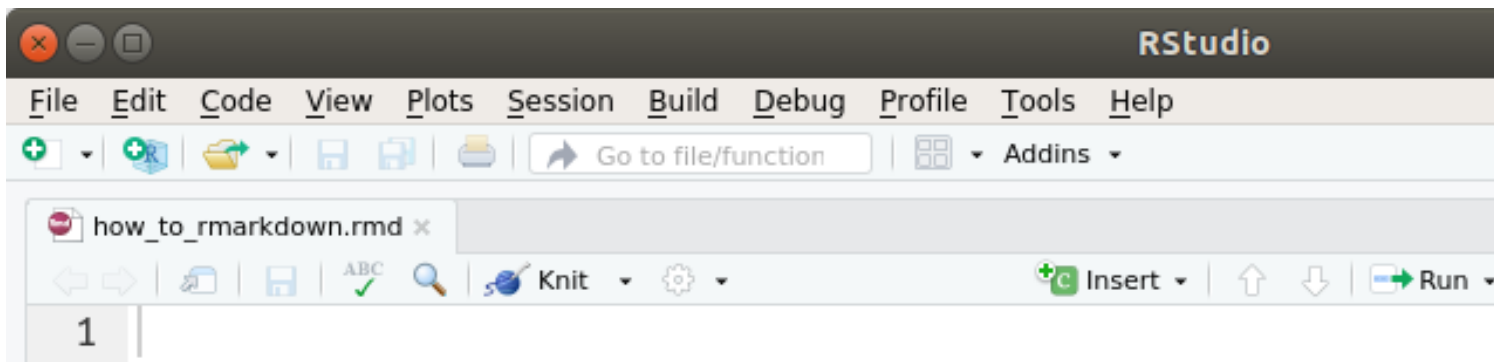 RStudio
File Edit Code View Plots Session Build Debug Profile Tools Help
R Go to file/function Addins
how_to_rmarkdown.rmd
ABC Knit C Insert Run
1